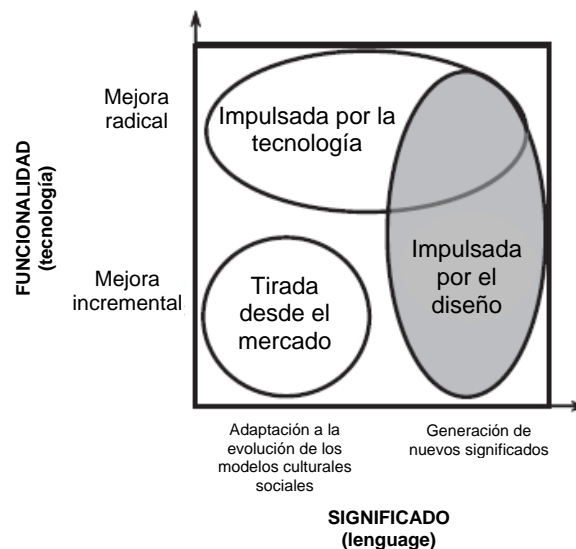 Mejora
radical
Impulsada por la
tecnología
FUNCIONALIDAD
(tecnología)
Mejora
incremental
Tirada
desde el
mercado
Impulsada
por el
diseño
Adaptación a la
evolución de los
modelos culturales
sociales
Generación de
nuevos significados
SIGNIFICADO
(lenguage)